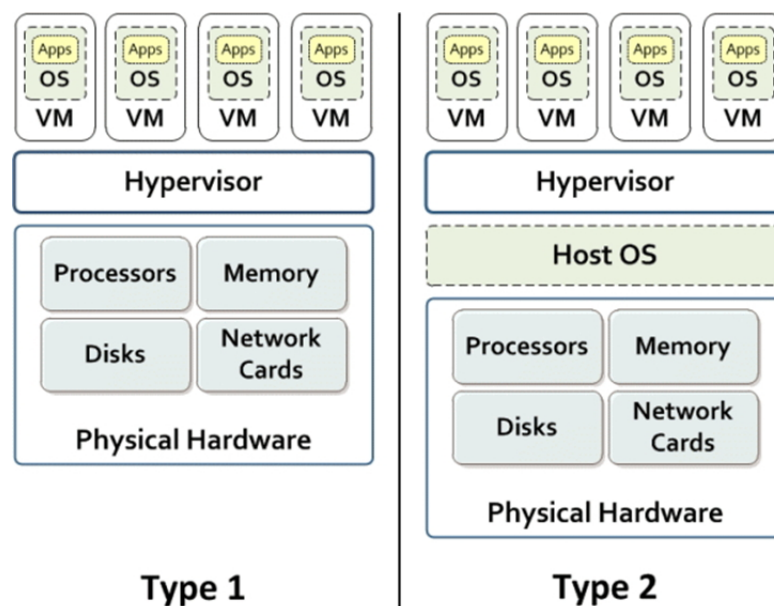 Apps Apps Apps Apps
OS OS OS OS
VM VM VM VM
Hypervisor
Processors Memory
Disks Network
Cards
Physical Hardware
Type 1
Apps Apps Apps Apps
OS OS OS OS
VM VM VM VM
Hypervisor
Host OS
Processors Memory
Disks Network
Cards
Physical Hardware
Type 2